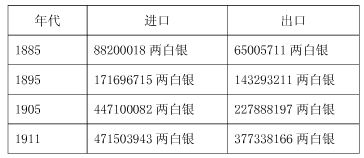 年代 进口 出口
1885 88200018 两白银 65005711 两白银
1895 171696715 两白银 143293211 两白银
1905 447100082 两白银 227888197 两白银
1911 471503943 两白银 377338166 两白银